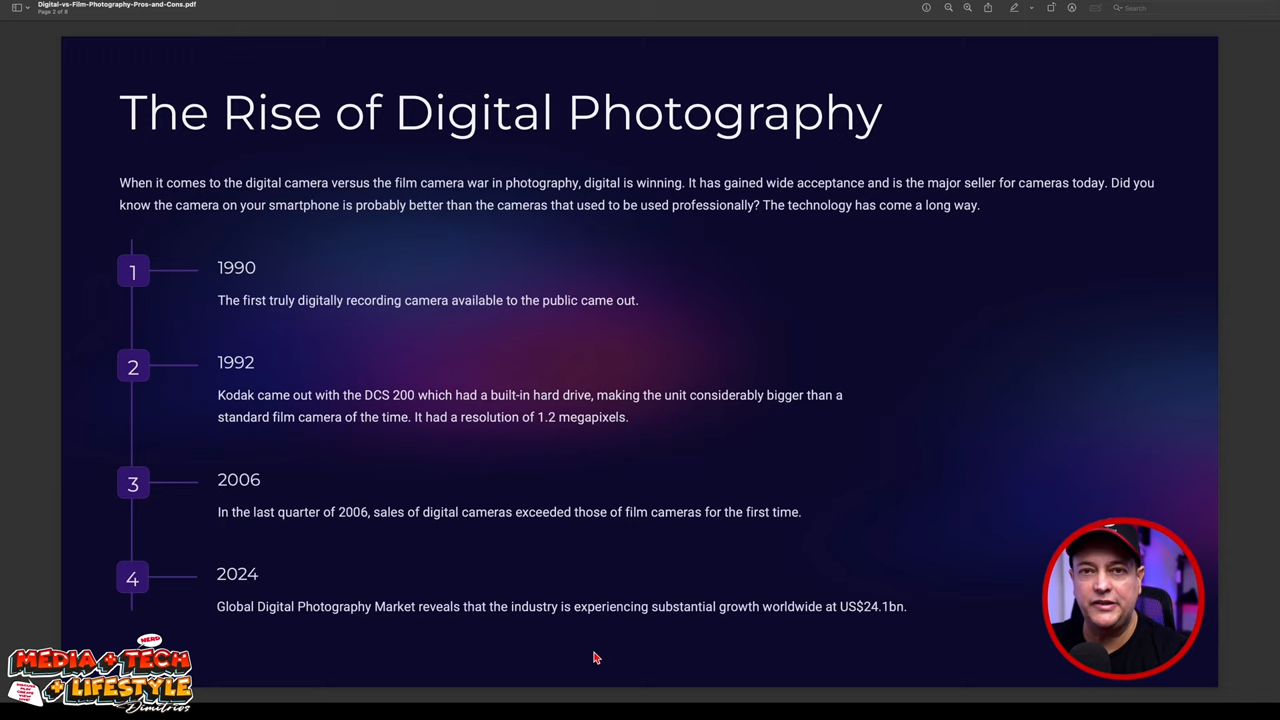 Digital-vs-Film-Photography-Pros-and-Cons.pdf
Page 2 of 8
Search
The Rise of Digital Photography
When it comes to the digital camera versus the film camera war in photography, digital is winning. It has gained wide acceptance and is the major seller for cameras today. Did you
know the camera on your smartphone is probably better than the cameras that used to be used professionally? The technology has come a long way.
1
1990
The first truly digitally recording camera available to the public came out.
2
1992
Kodak came out with the DCS 200 which had a built-in hard drive, making the unit considerably bigger than a
standard film camera of the time. It had a resolution of 1.2 megapixels.
3
2006
In the last quarter of 2006, sales of digital cameras exceeded those of film cameras for the first time.
4
2024
Global Digital Photography Market reveals that the industry is experiencing substantial growth worldwide at US$24.1bn.
NERD
MEDIA + TECH
+ LIFESTYLE
Dimitrios